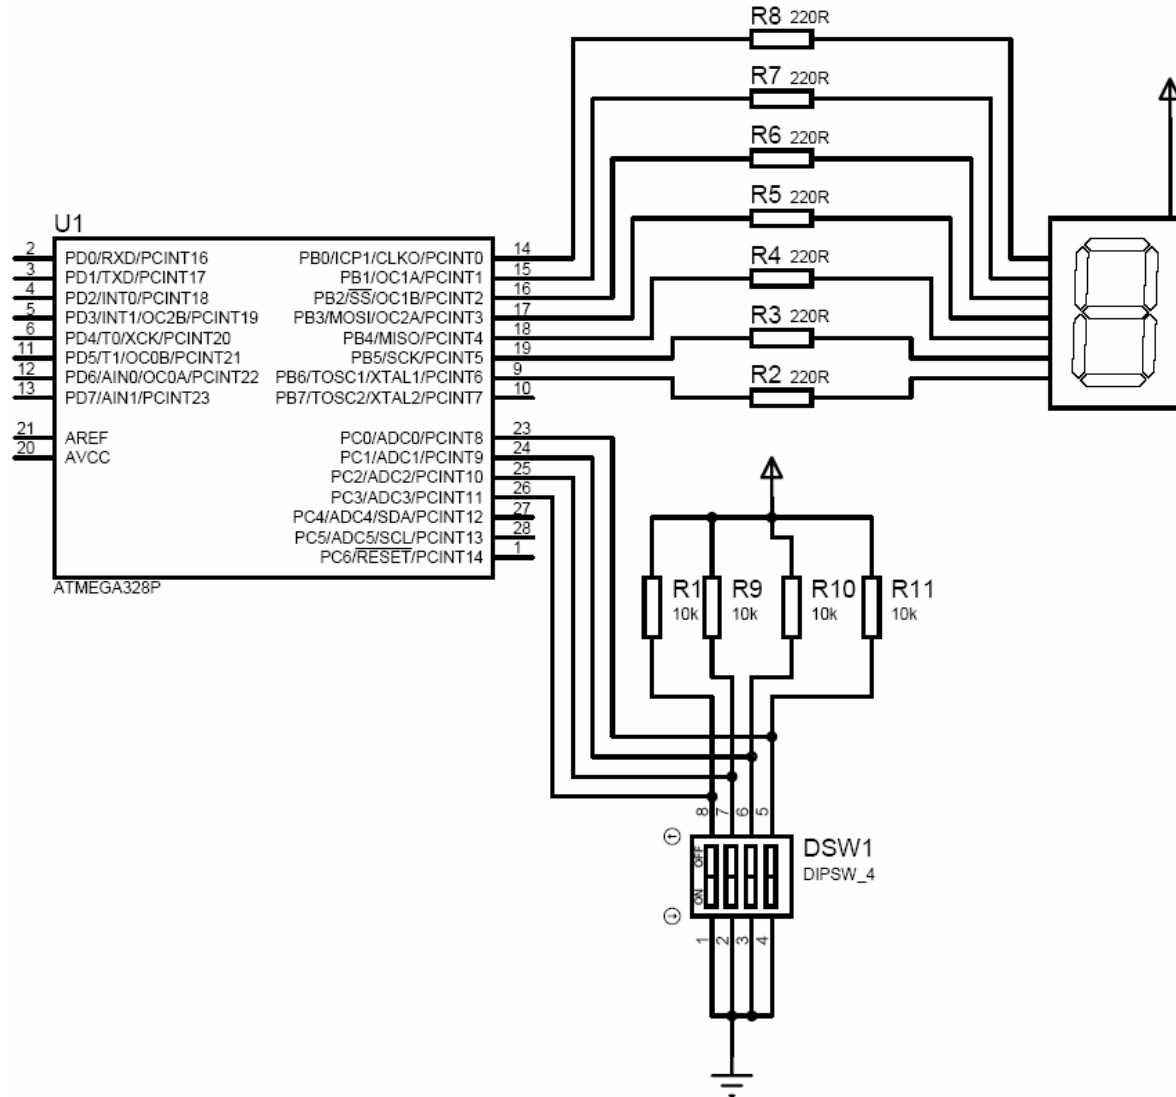 R8 220R
R7 220R
R6 220R
R5 220R
R4 220R
R3 220R
R2 220R
U1
2 PD0/RXD/PCINT16 PB0/ICP1/CLKO/PCINT0 14
3 PD1/TXD/PCINT17 PB1/OC1A/PCINT1 15
4 PD2/INT0/PCINT18 PB2/SS/OC1B/PCINT2 16
5 PD3/INT1/OC2B/PCINT19 PB3/MOSI/OC2A/PCINT3 17
6 PD4/T0/XCK/PCINT20 PB4/MISO/PCINT4 18
11 PD5/T1/OC0B/PCINT21 PB5/SCK/PCINT5 19
12 PD6/AIN0/OC0A/PCINT22 PB6/TOSC1/XTAL1/PCINT6 9
13 PD7/AIN1/PCINT23 PB7/TOSC2/XTAL2/PCINT7 10
21 AREF PC0/ADC0/PCINT8 23
20 AVCC PC1/ADC1/PCINT9 24
PC2/ADC2/PCINT10 25
PC3/ADC3/PCINT11 26
PC4/ADC4/SDA/PCINT12 27
PC5/ADC5/SCL/PCINT13 28
PC6/RESET/PCINT14 1
ATMEGA328P
R1 R9 R10 R11
10k 10k 10k 10k
8 7 6 5
OFF
ON
DSW1
DIPSW_4
1 2 3 4